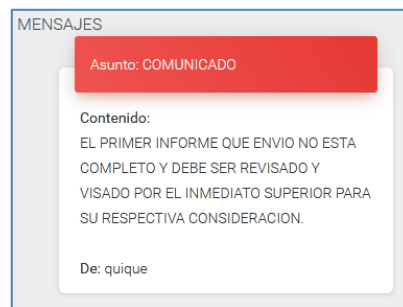 MENSAJES
Asunto: COMUNICADO
Contenido:
EL PRIMER INFORME QUE ENVIO NO ESTA
COMPLETO Y DEBE SER REVISADO Y
VISADO POR EL INMEDIATO SUPERIOR PARA
SU RESPECTIVA CONSIDERACION.
De: quique